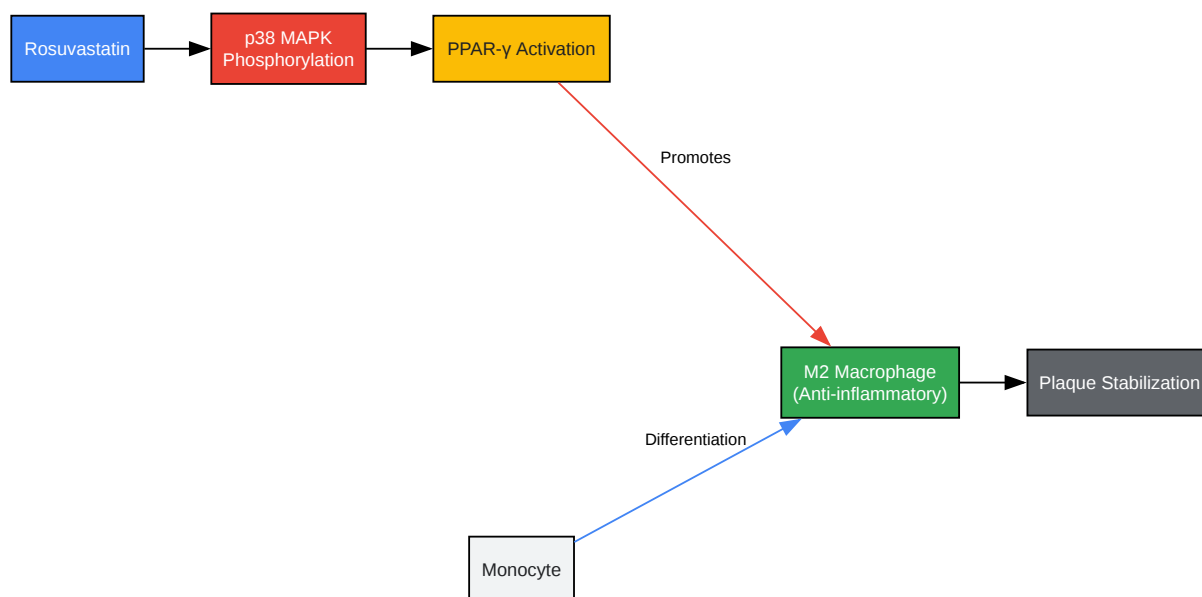 Rosuvastatin
p38 MAPK
Phosphorylation
PPAR-γ Activation
Promotes
M2 Macrophage
(Anti-inflammatory)
Plaque Stabilization
Differentiation
Monocyte